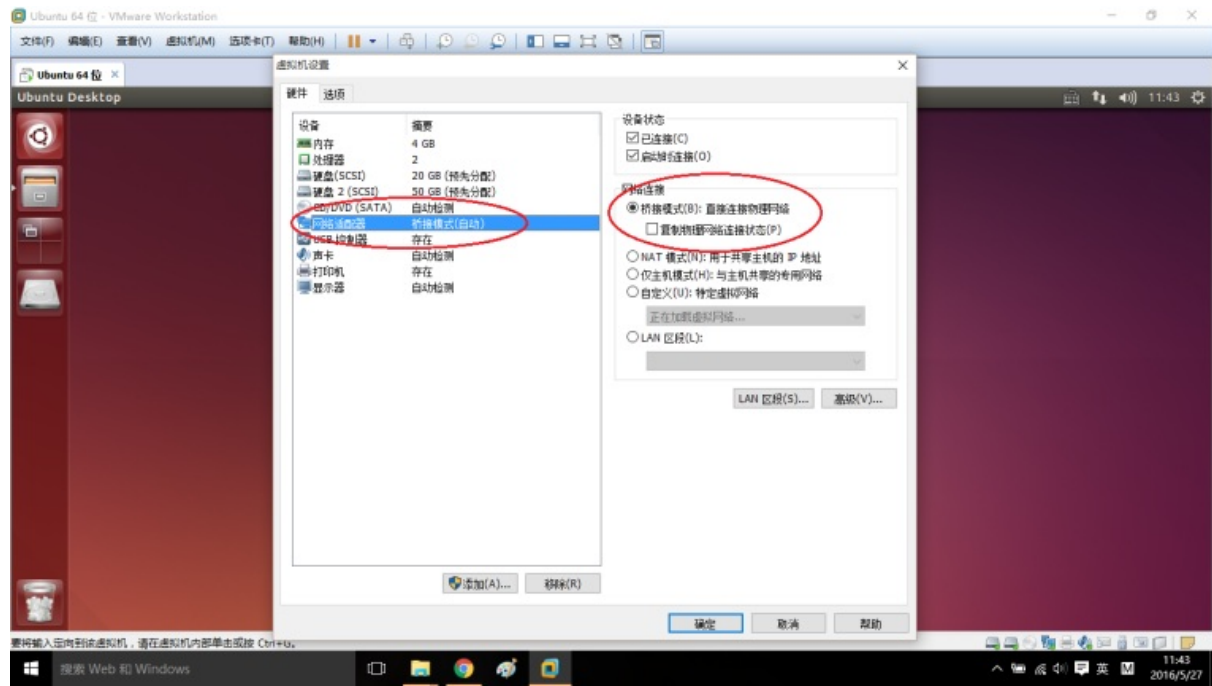 Ubuntu 64 位 - VMware Workstation
文件(F) 编辑(E) 查看(V) 虚拟机(M) 选项卡(T) 帮助(H)
Ubuntu 64 位
虚拟机设置
Ubuntu Desktop
11:43
硬件 选项
设备 摘要
内存 4 GB
处理器 2
硬盘(SCSI) 20 GB (预先分配)
硬盘 2 (SCSI) 50 GB (预先分配)
CD/DVD (SATA) 自动检测
网络适配器 桥接模式(自动)
USB 控制器 存在
声卡 自动检测
打印机 存在
显示器 自动检测
设备状态
已连接(C)
启动时连接(O)
网络连接
桥接模式(B): 直接连接物理网络
复制物理网络连接状态(P)
NAT 模式(N): 用于共享主机的 IP 地址
仅主机模式(H): 与主机共享的专用网络
自定义(U): 特定虚拟网络
正在加载虚拟网络...
LAN 区段(L):
LAN 区段(S)... 高级(V)...
添加(A)... 移除(R)
确定 取消 帮助
要将输入定向到该虚拟机，请在虚拟机内部单击或按 Ctrl+G。
搜索 Web 和 Windows
英 M
11:43
2016/5/27